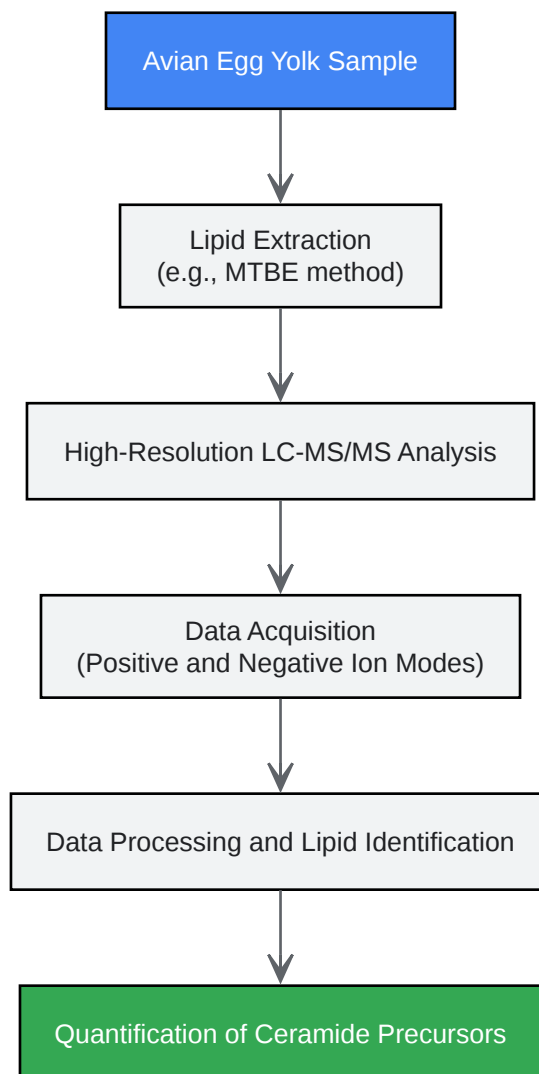 Avian Egg Yolk Sample
Lipid Extraction
(e.g., MTBE method)
High-Resolution LC-MS/MS Analysis
Data Acquisition
(Positive and Negative Ion Modes)
Data Processing and Lipid Identification
Quantification of Ceramide Precursors